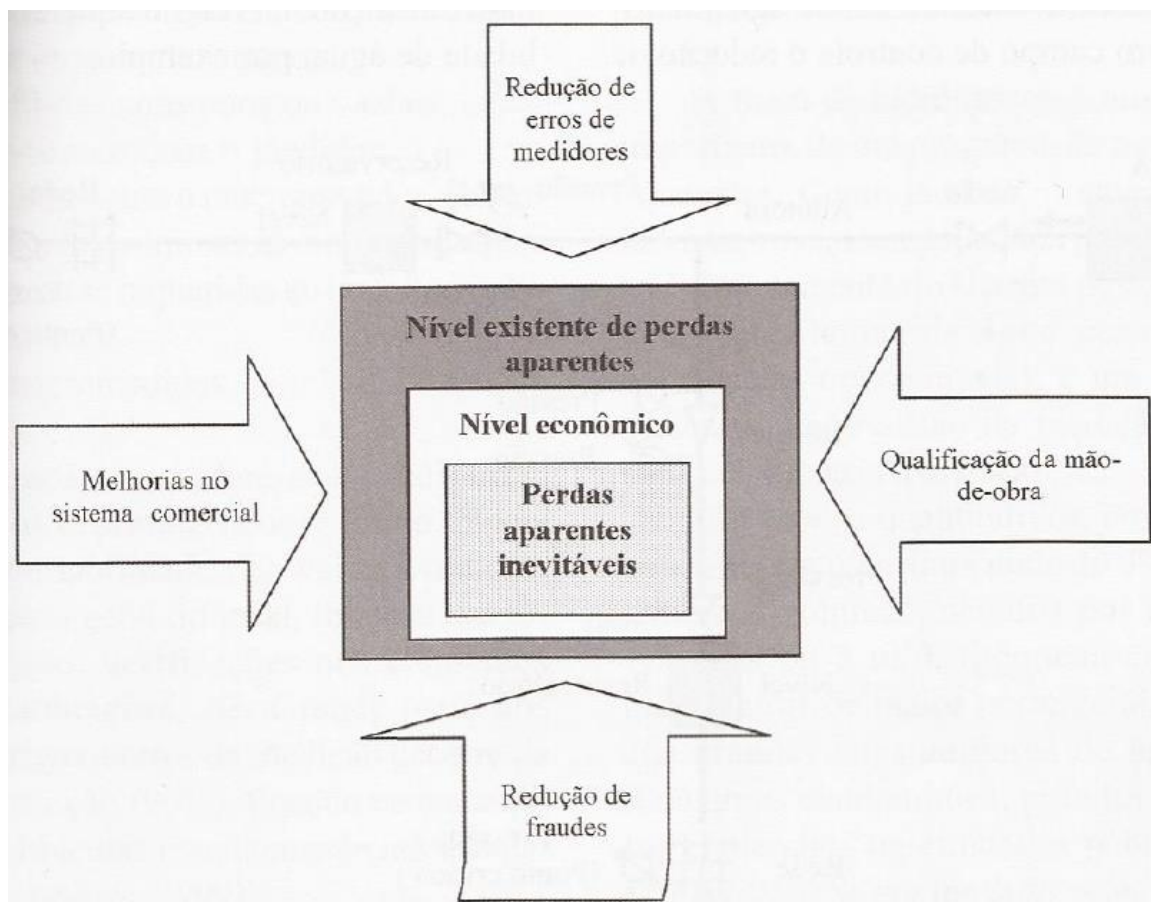 Redução de
erros de
medidores
Nível existente de perdas
aparentes
Nível econômico
Perdas
aparentes
inevitáveis
Melhorias no
sistema comercial
Qualificação da mão-
de-obra
Redução de
fraudes